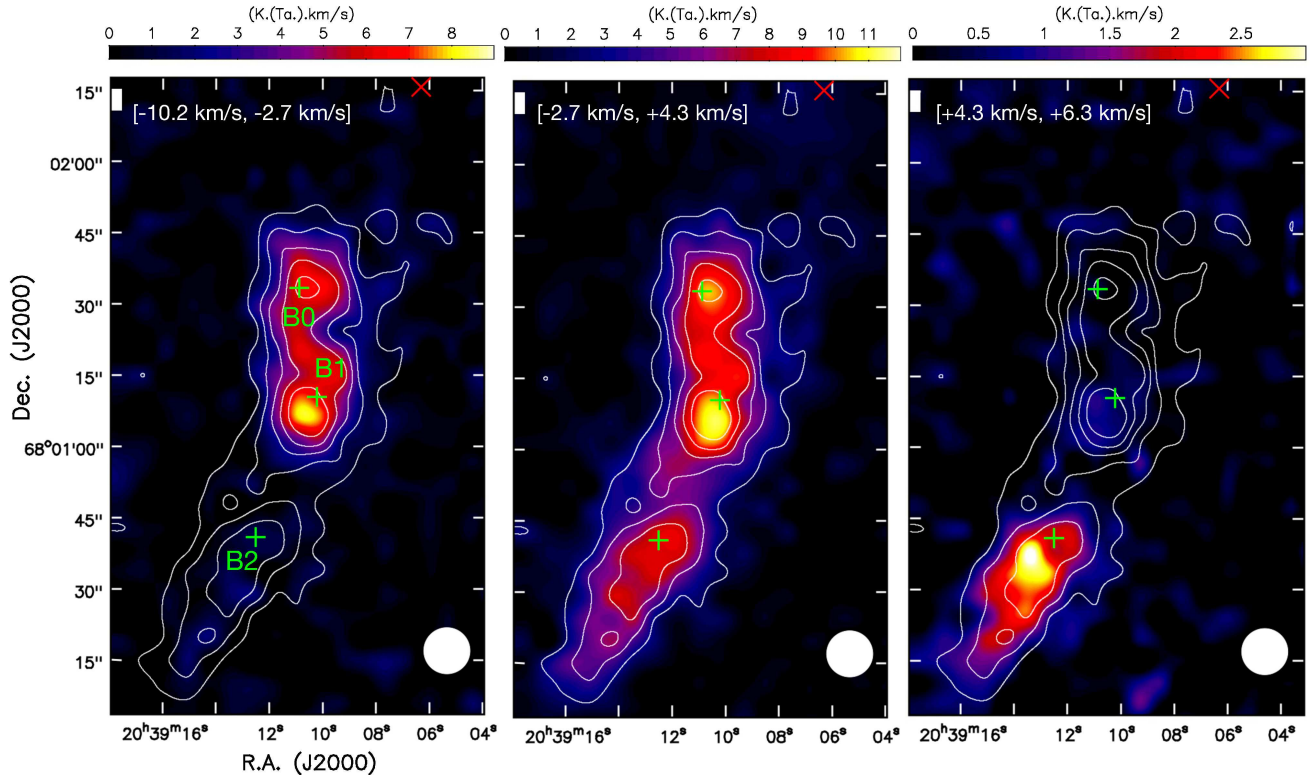 (K.(Ta.).km/s)
0 1 2 3 4 5 6 7 8
(K.(Ta.).km/s)
0 1 2 3 4 5 6 7 8 9 10 11
(K.(Ta.).km/s)
0 0.5 1 1.5 2 2.5
[-10.2 km/s, -2.7 km/s]
[-2.7 km/s, +4.3 km/s]
[+4.3 km/s, +6.3 km/s]
15"
02'00"
45"
30"
15"
68°01'00"
45"
30"
15"
Dec. (J2000)
B0
B1
B2
20ʰ39ᵐ16ˢ 12ˢ 10ˢ 08ˢ 06ˢ 04ˢ
20ʰ39ᵐ16ˢ 12ˢ 10ˢ 08ˢ 06ˢ 04ˢ
20ʰ39ᵐ16ˢ 12ˢ 10ˢ 08ˢ 06ˢ 04ˢ
R.A. (J2000)